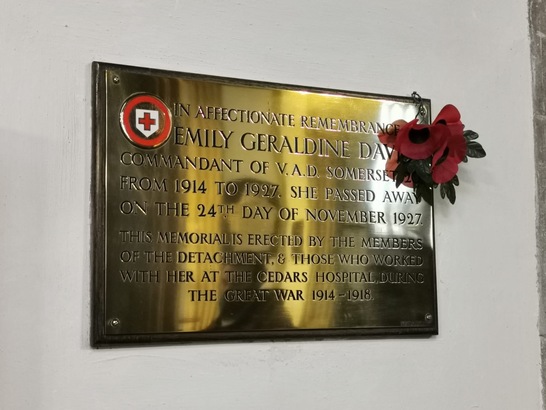 IN AFFECTIONATE REMEMBRANCE
EMILY GERALDINE
COMMANDANT OF V.A.D. SOMERSET
FROM 1914 TO 1927. SHE PASSED AWAY
ON THE 24TH DAY OF NOVEMBER 1927.
THIS MEMORIAL IS ERECTED BY THE MEMBERS
OF THE DETACHMENT, & THOSE WHO WORKED
WITH HER AT THE CEDARS HOSPITAL, DURING
THE GREAT WAR 1914-1918.